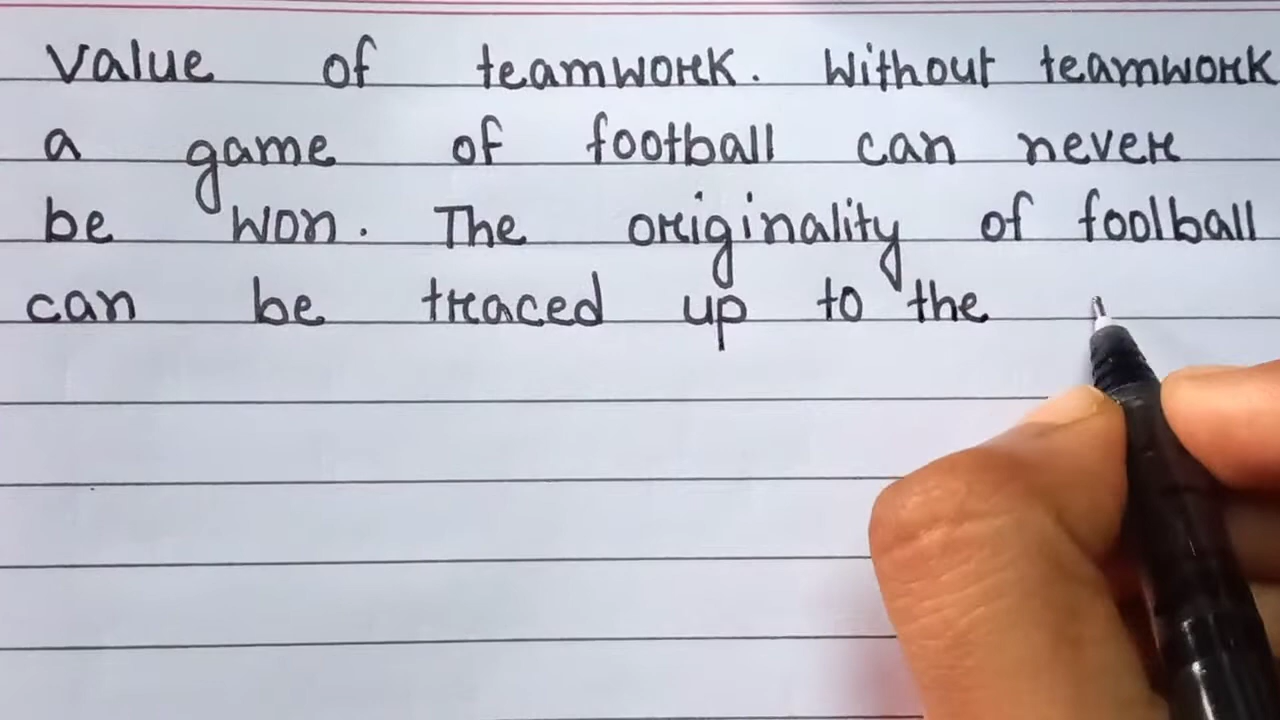 value of teamwork. Without teamwork
a game of football can never
be won. The originality of foolball
can be traced up to the